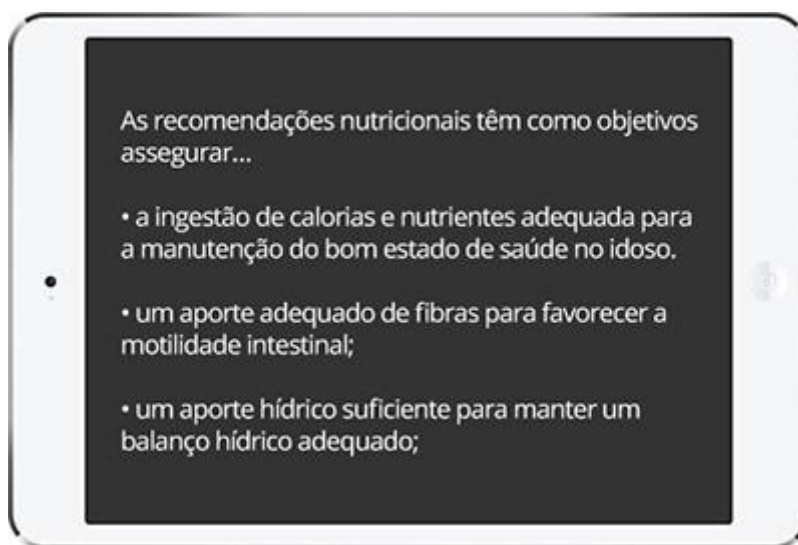 As recomendações nutricionais têm como objetivos
assegurar...
• a ingestão de calorias e nutrientes adequada para
a manutenção do bom estado de saúde no idoso.
• um aporte adequado de fibras para favorecer a
motilidade intestinal;
• um aporte hídrico suficiente para manter um
balanço hídrico adequado;